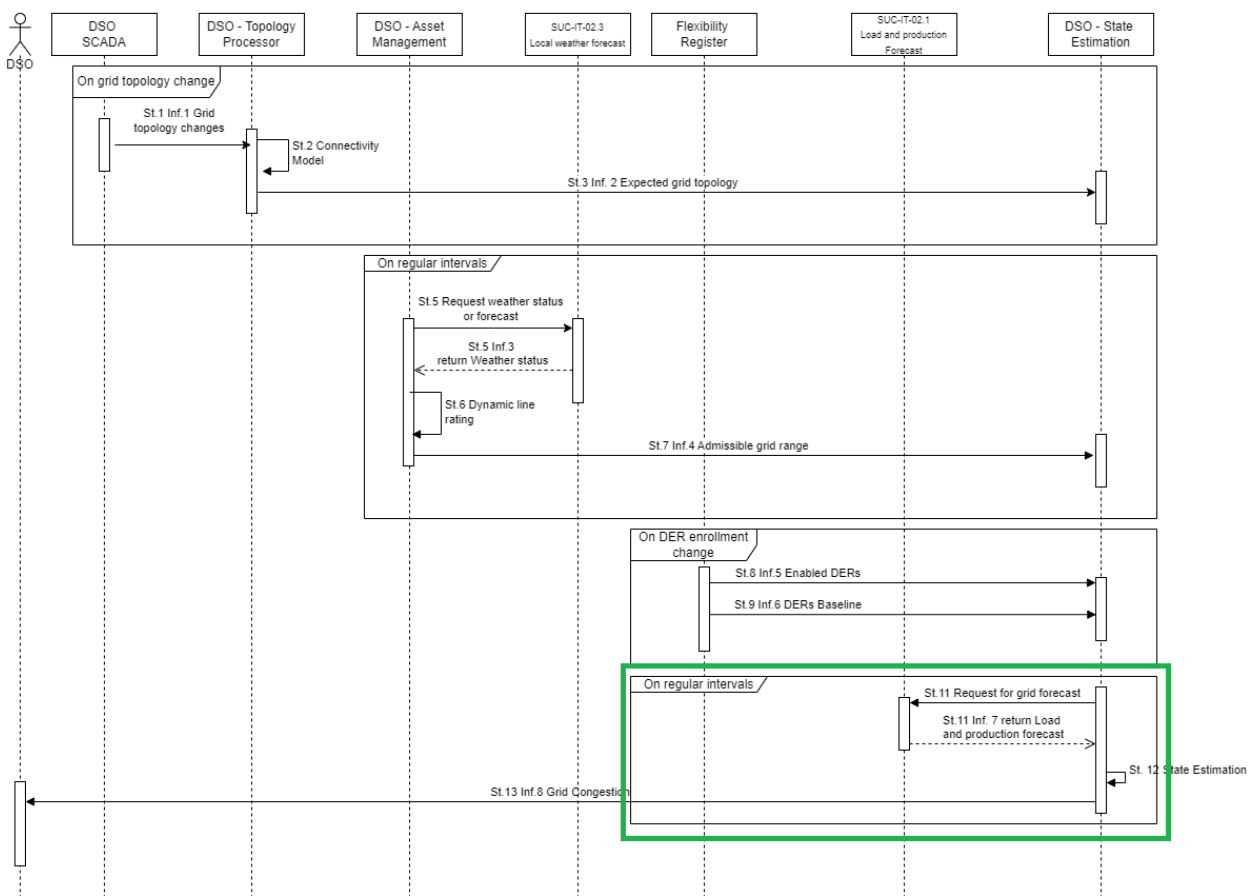 DSO
SCADA
DSO - Topology
Processor
DSO - Asset
Management
SUC-IT-02.3
Local weather forecast
Flexibility
Register
SUC-IT-02.1
Load and production
Forecast
DSO - State
Estimation
DSO
On grid topology change
St.1 Inf.1 Grid
topology changes
St.2 Connectivity
Model
St.3 Inf. 2 Expected grid topology
On regular intervals
St.5 Request weather status
or forecast
St.5 Inf.3
return Weather status
St.6 Dynamic line
rating
St.7 Inf.4 Admissible grid range
On DER enrollment
change
St.8 Inf.5 Enabled DERs
St.9 Inf.6 DERs Baseline
On regular intervals
St.11 Request for grid forecast
St.11 Inf. 7 return Load
and production forecast
St. 12 State Estimation
St.13 Inf.8 Grid Congestion